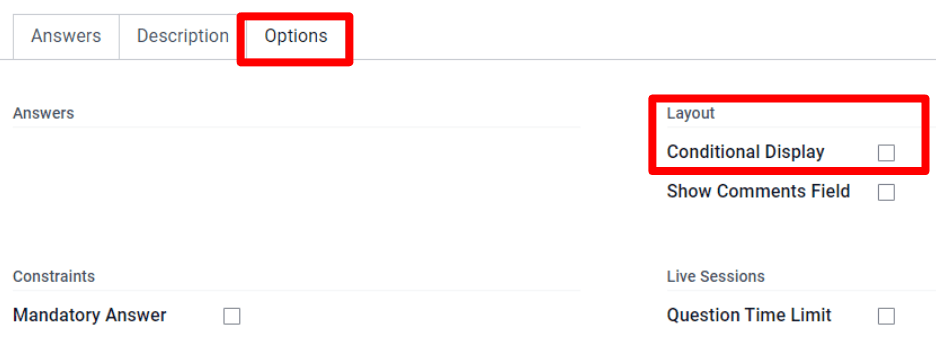 Answers Description Options
Answers
Layout
Conditional Display
Show Comments Field
Constraints
Mandatory Answer
Live Sessions
Question Time Limit